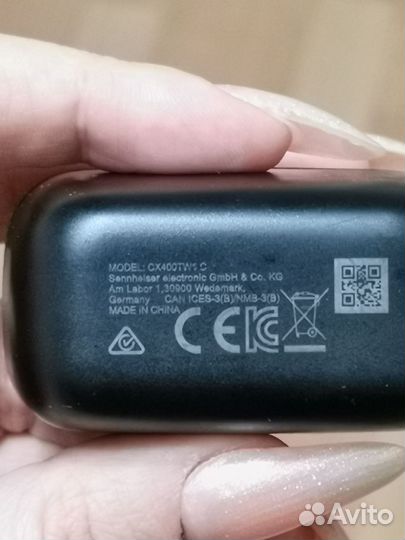 MODEL: CX400TW1 C
Sennheiser electronic GmbH & Co. KG
Am Labor 1,30900 Wedemark,
Germany CAN ICES-3(B)/NMB-3(B)
MADE IN CHINA
CE
Avito